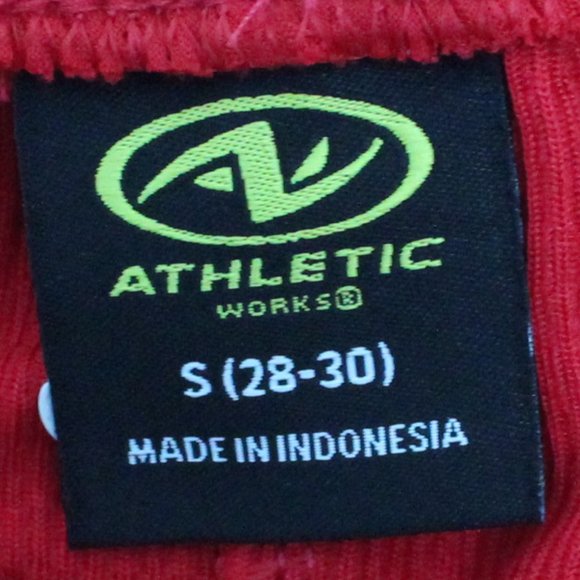 ATHLETIC
WORKS®
S (28-30)
MADE IN INDONESIA